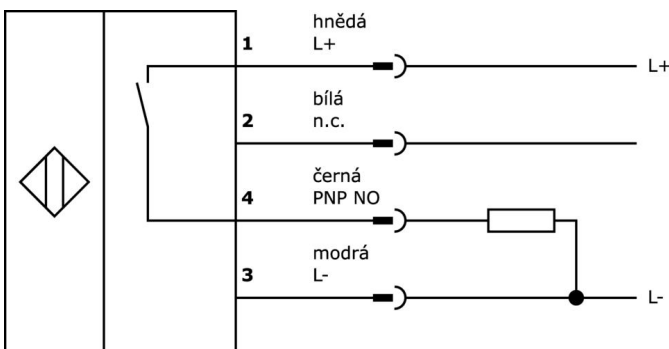 hnědá
1 L+
L+
bílá
2 n.c.
černá
4 PNP NO
modrá
3 L-
L-